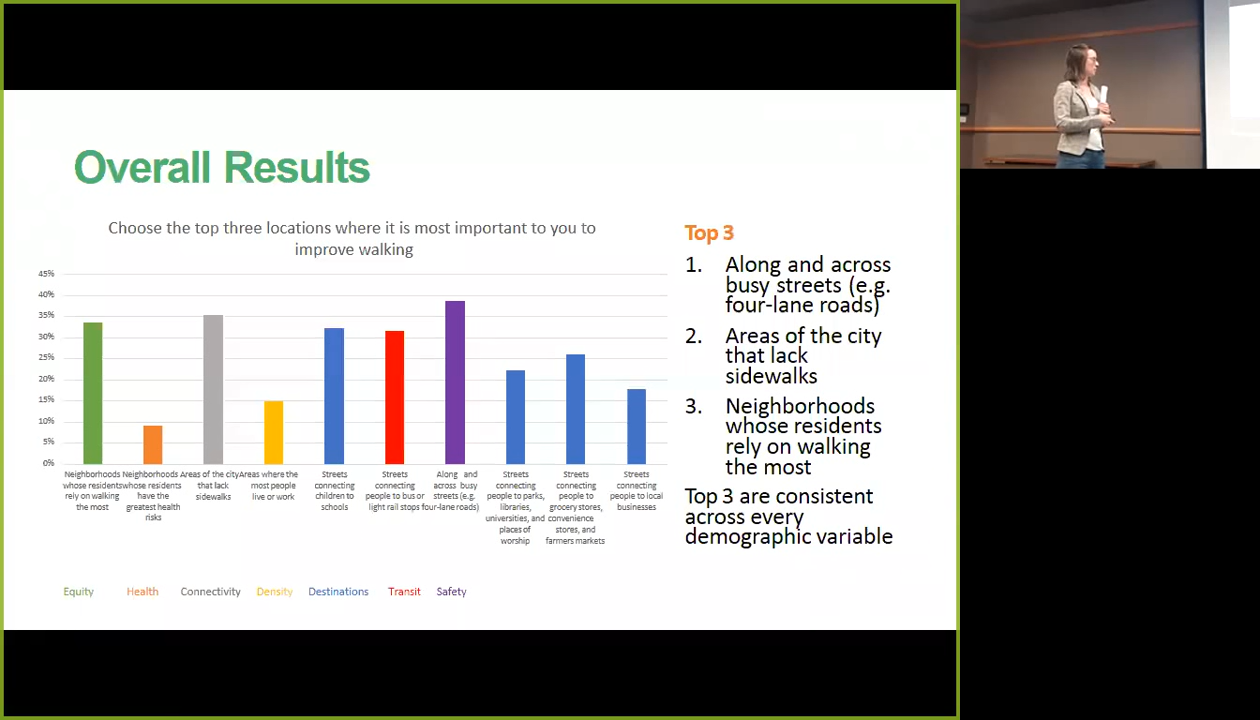 Overall Results
Choose the top three locations where it is most important to you to
improve walking
45%
40%
35%
30%
25%
20%
15%
10%
5%
0%
Neighborhoods
whose residents
rely on walking
the most
Neighborhoods
whose residents
have the
greatest health
risks
Areas of the city
that lack
sidewalks
Areas where the
most people
live or work
Streets
connecting
children to
schools
Streets
connecting
people to bus or
light rail stops
Along and
across busy
streets (e.g.
four-lane roads)
Streets
connecting
people to parks,
libraries,
universities, and
places of
worship
Streets
connecting
people to
grocery stores,
convenience
stores, and
farmers markets
Streets
connecting
people to local
businesses
Equity Health Connectivity Density Destinations Transit Safety
Top 3
1. Along and across
busy streets (e.g.
four-lane roads)
2. Areas of the city
that lack
sidewalks
3. Neighborhoods
whose residents
rely on walking
the most
Top 3 are consistent
across every
demographic variable